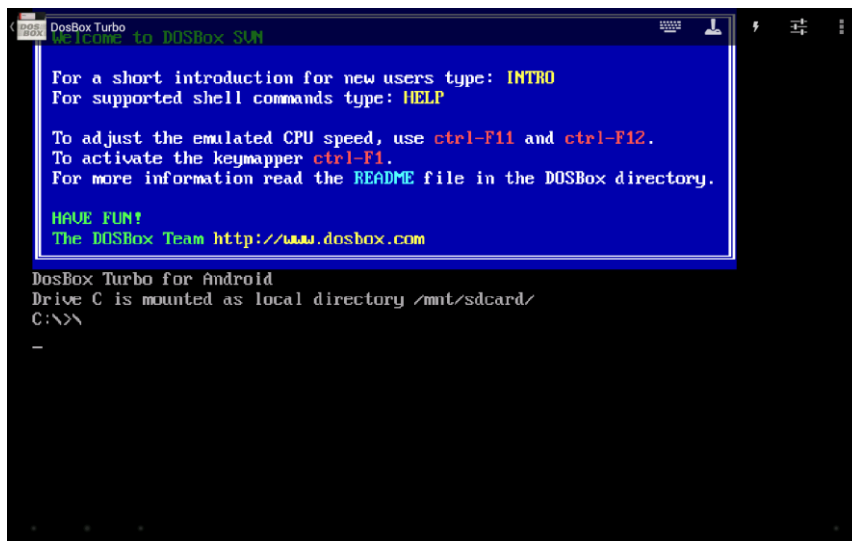 DosBox Turbo
Welcome to DOSBox SVN
For a short introduction for new users type: INTRO
For supported shell commands type: HELP
To adjust the emulated CPU speed, use ctrl-F11 and ctrl-F12.
To activate the keymapper ctrl-F1.
For more information read the README file in the DOSBox directory.
HAVE FUN!
The DOSBox Team http://www.dosbox.com
DosBox Turbo for Android
Drive C is mounted as local directory /mnt/sdcard/
C:\>\
_